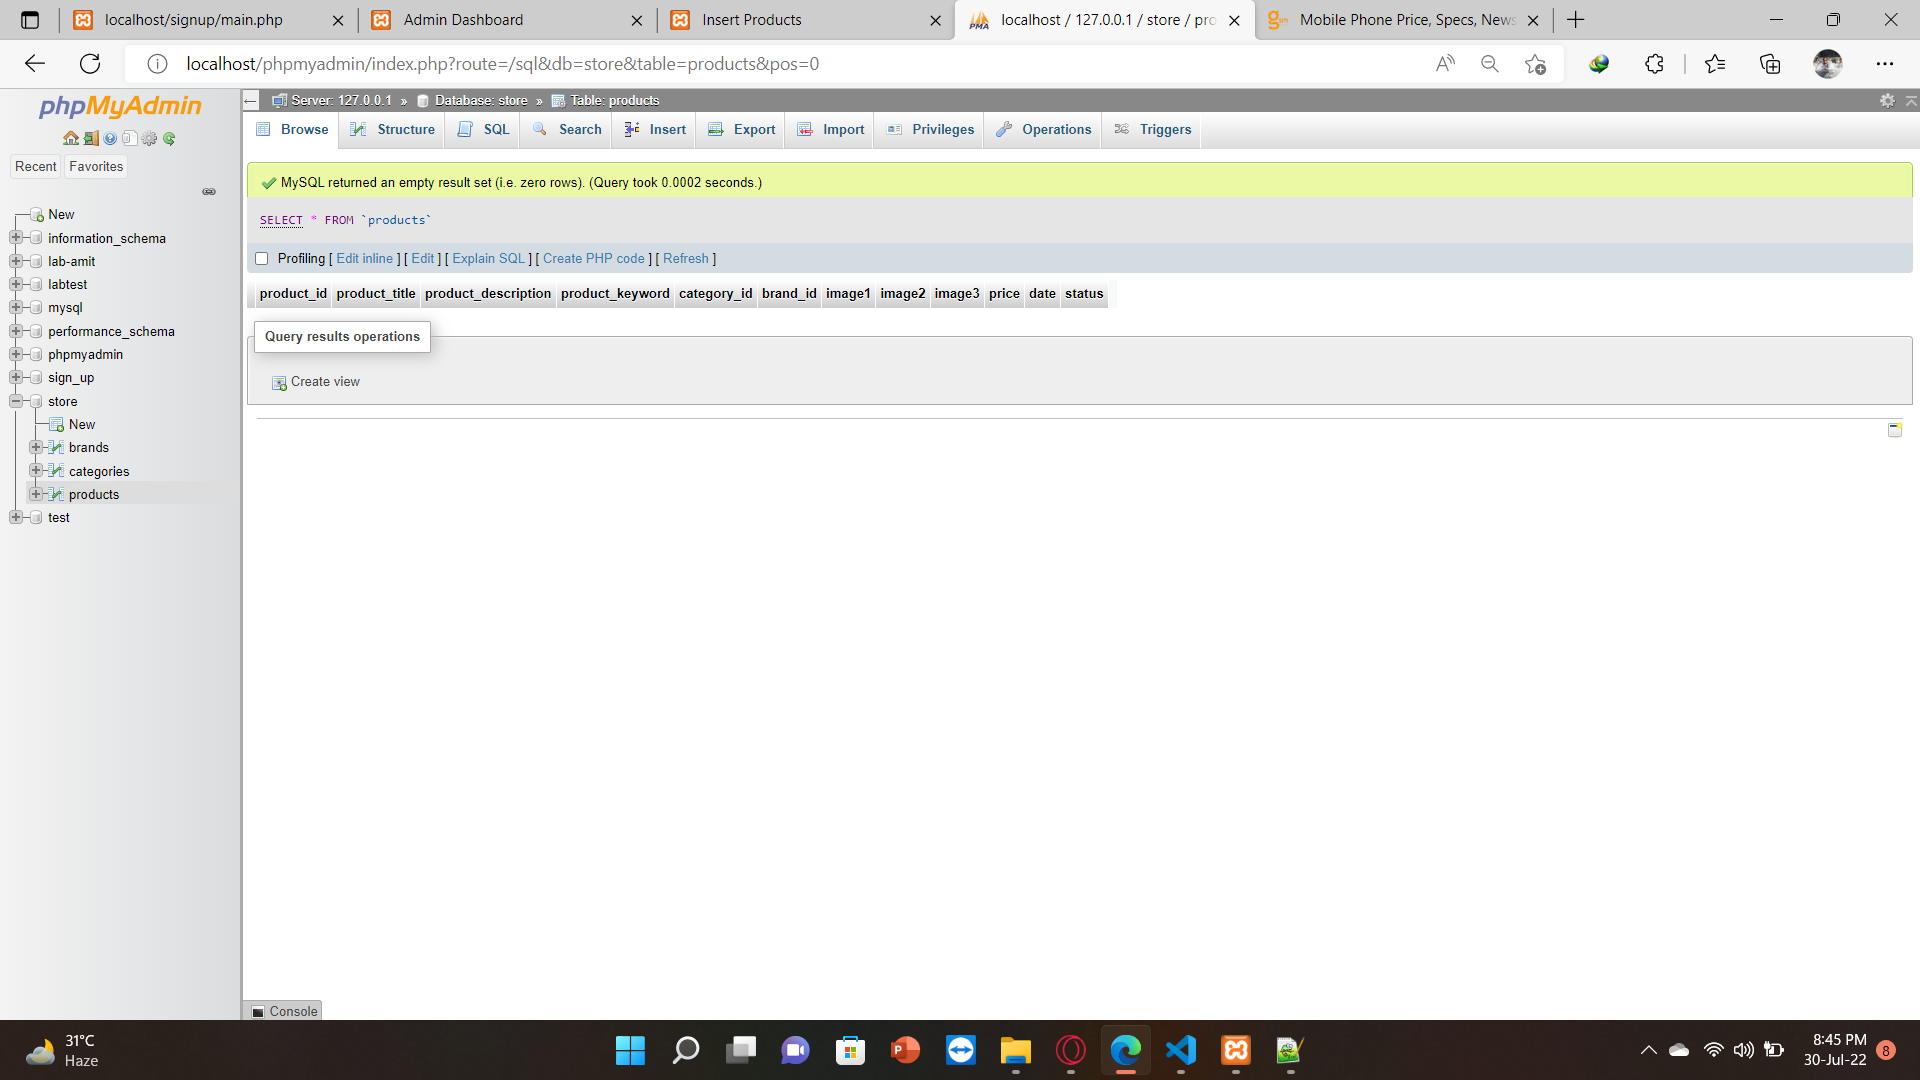 localhost/signup/main.php
Admin Dashboard
Insert Products
localhost / 127.0.0.1 / store / pro
Mobile Phone Price, Specs, News
localhost/phpmyadmin/index.php?route=/sql&db=store&table=products&pos=0
phpMyAdmin
Recent
Favorites
New
information_schema
lab-amit
labtest
mysql
performance_schema
phpmyadmin
sign_up
store
New
brands
categories
products
test
Server: 127.0.0.1 » Database: store » Table: products
Browse Structure SQL Search Insert Export Import Privileges Operations Triggers
MySQL returned an empty result set (i.e. zero rows). (Query took 0.0002 seconds.)
SELECT * FROM `products`
Profiling [ Edit inline ] [ Edit ] [ Explain SQL ] [ Create PHP code ] [ Refresh ]
product_id product_title product_description product_keyword category_id brand_id image1 image2 image3 price date status
Query results operations
Create view
Console
31°C
Haze
8:45 PM
30-Jul-22
8